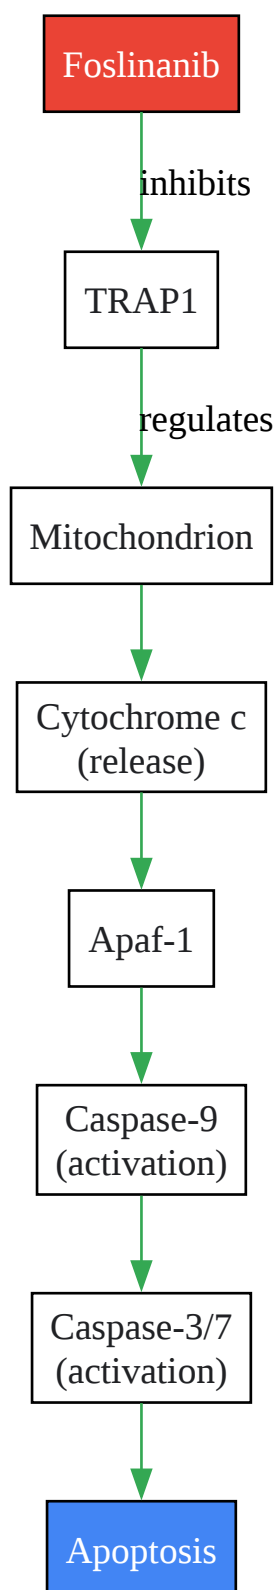 Foslinanib
inhibits
TRAP1
regulates
Mitochondrion
Cytochrome c
(release)
Apaf-1
Caspase-9
(activation)
Caspase-3/7
(activation)
Apoptosis